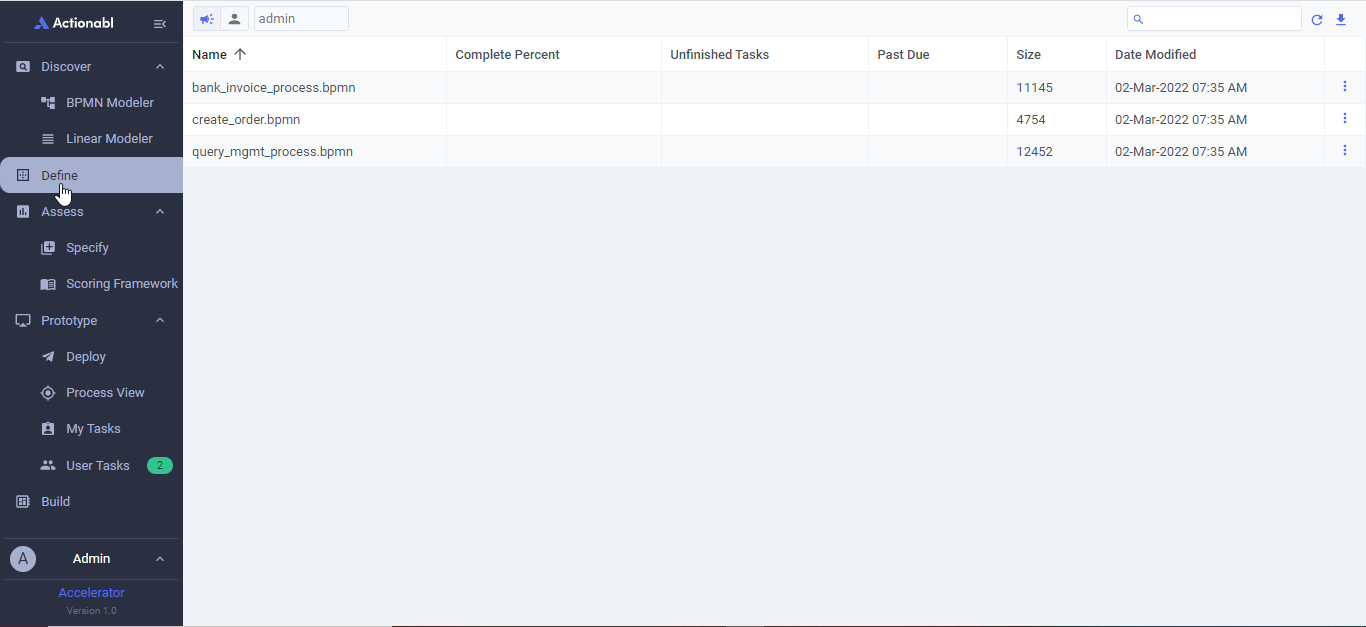 Actionabl
Discover
BPMN Modeler
Linear Modeler
Define
Assess
Specify
Scoring Framework
Prototype
Deploy
Process View
My Tasks
User Tasks 2
Build
A Admin
Accelerator
Version 1.0
admin
Name Complete Percent Unfinished Tasks Past Due Size Date Modified
bank_invoice_process.bpmn 11145 02-Mar-2022 07:35 AM
create_order.bpmn 4754 02-Mar-2022 07:35 AM
query_mgmt_process.bpmn 12452 02-Mar-2022 07:35 AM